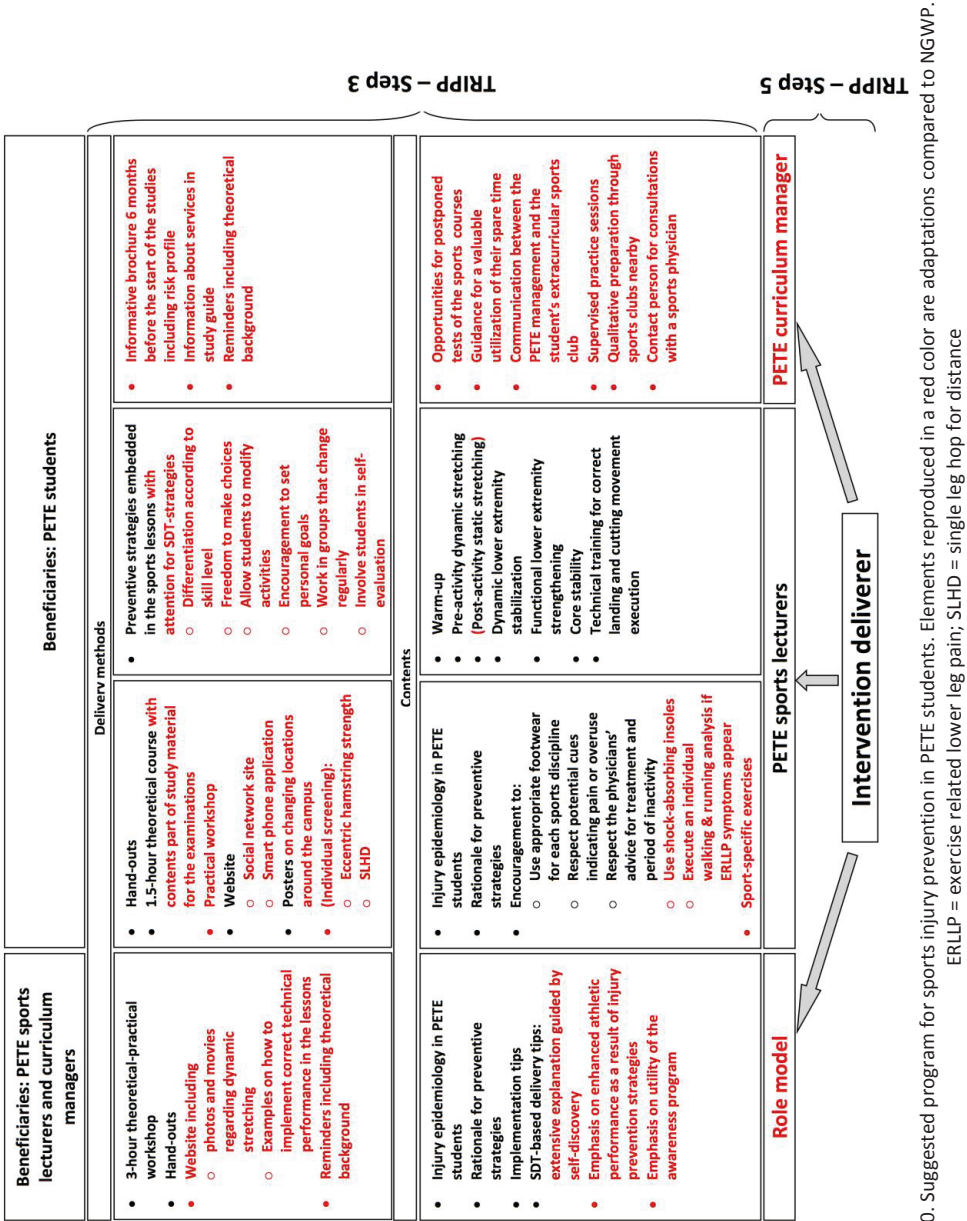 Beneficiaries: PETE sports
lecturers and curriculum
managers
Beneficiaries: PETE students
Delivery methods
• 3-hour theoretical-practical
workshop
• Hand-outs
• Website including
○ photos and movies
regarding dynamic
stretching
○ Examples on how to
implement correct technical
performance in the lessons
• Reminders including theoretical
background
• Hand-outs
• 1.5-hour theoretical course with
contents part of study material
for the examinations
• Practical workshop
• Website
○ Social network site
○ Smart phone application
• Posters on changing locations
around the campus
• (Individual screening):
○ Eccentric hamstring strength
○ SLHD
• Preventive strategies embedded
in the sports lessons with
attention for SDT-strategies
○ Differentiation according to
skill level
○ Freedom to make choices
○ Allow students to modify
activities
○ Encouragement to set
personal goals
○ Work in groups that change
regularly
○ Involve students in self-
evaluation
• Informative brochure 6 months
before the start of the studies
including risk profile
• Information about services in
study guide
• Reminders including theoretical
background
Contents
• Injury epidemiology in PETE
students
• Rationale for preventive
strategies
• Implementation tips
• SDT-based delivery tips:
extensive explanation guided by
self-discovery
• Emphasis on enhanced athletic
performance as a result of injury
prevention strategies
• Emphasis on utility of the
awareness program
• Injury epidemiology in PETE
students
• Rationale for preventive
strategies
• Encouragement to:
○ Use appropriate footwear
for each sports discipline
○ Respect potential cues
indicating pain or overuse
○ Respect the physicians’
advice for treatment and
period of inactivity
○ Use shock-absorbing insoles
○ Execute an individual
walking & running analysis if
ERLLP symptoms appear
• Sport-specific exercises
• Warm-up
• Pre-activity dynamic stretching
• (Post-activity static stretching)
• Dynamic lower extremity
stabilization
• Functional lower extremity
strengthening
• Core stability
• Technical training for correct
landing and cutting movement
execution
• Opportunities for postponed
tests of the sports courses
• Guidance for a valuable
utilization of their spare time
• Communication between the
PETE management and the
student’s extracurricular sports
club
• Supervised practice sessions
• Qualitative preparation through
sports clubs nearby
• Contact person for consultations
with a sports physician
Role model
PETE sports lecturers
PETE curriculum manager
Intervention deliverer
TRIPP – Step 3
TRIPP – Step 5
0. Suggested program for sports injury prevention in PETE students. Elements reproduced in a red color are adaptations compared to NGWP.
ERLLP = exercise related lower leg pain; SLHD = single leg hop for distance